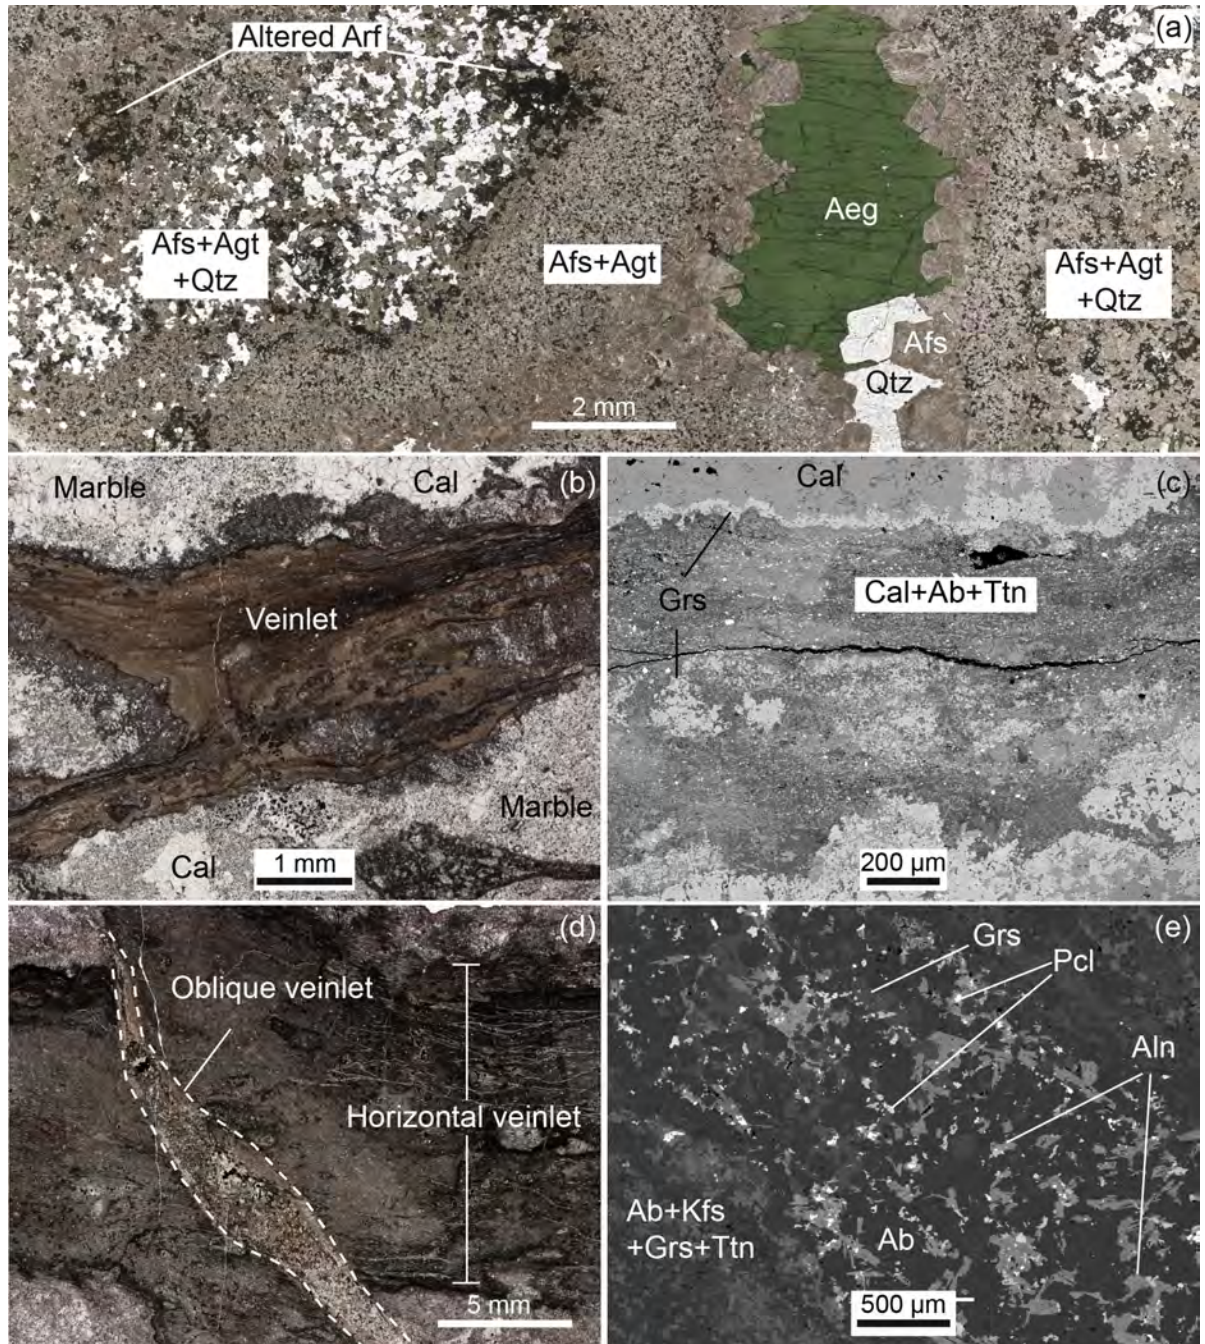 (a)
Altered Arf
Aeg
Afs+Agt
+Qtz
Afs+Agt
Afs+Agt
+Qtz
Afs
Qtz
2 mm
(b)
Marble
Cal
Veinlet
Marble
Cal
1 mm
(c)
Cal
Grs
Cal+Ab+Ttn
200 µm
(d)
Oblique veinlet
Horizontal veinlet
5 mm
(e)
Grs
Pcl
Aln
Ab+Kfs
+Grs+Ttn
Ab
500 µm